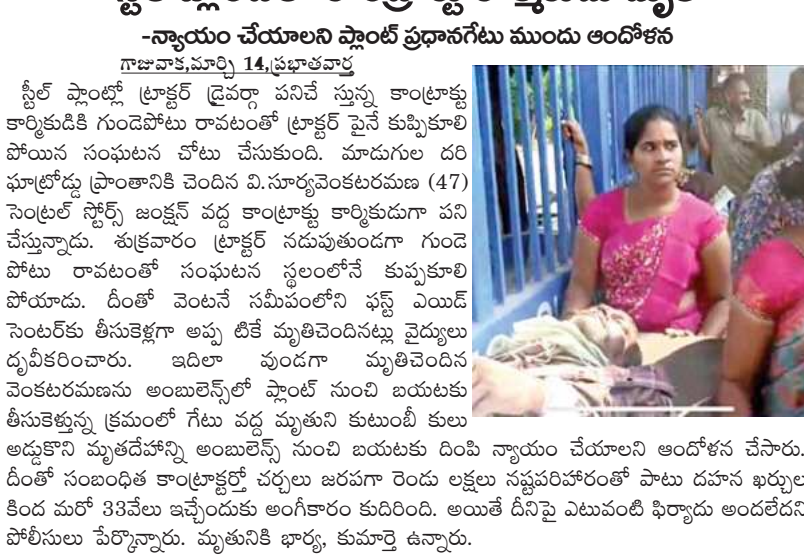 -న్యాయం చేయాలని ప్లాంట్ ప్రధానగేటు ముందు ఆందోళన
గాజువాక,మార్చి 14,ప్రభాతవార్త
స్టీల్ ప్లాంట్లో ట్రాక్టర్ డ్రైవర్గా పనిచే స్తున్న కాంట్రాక్టు
కార్మికుడికి గుండెపోటు రావటంతో ట్రాక్టర్ పైనే కుప్పికూలి
పోయిన సంఘటన చోటు చేసుకుంది. మాడుగుల దరి
ఘాట్రోడ్డు ప్రాంతానికి చెందిన వి.సూర్యవెంకటరమణ (47)
సెంట్రల్ స్టోర్స్ జంక్షన్ వద్ద కాంట్రాక్టు కార్మికుడుగా పని
చేస్తున్నాడు. శుక్రవారం ట్రాక్టర్ నడుపుతుండగా గుండె
పోటు రావటంతో సంఘటన స్థలంలోనే కుప్పకూలి
పోయాడు. దీంతో వెంటనే సమీపంలోని ఫస్ట్ ఎయిడ్
సెంటర్‌కు తీసుకెళ్లగా అప్ప టికే మృతిచెందినట్లు వైద్యులు
దృవీకరించారు. ఇదిలా వుండగా మృతిచెందిన
వెంకటరమణను అంబులెన్స్‌లో ప్లాంట్ నుంచి బయటకు
తీసుకెళ్తున్న క్రమంలో గేటు వద్ద మృతుని కుటుంబీ కులు
అడ్డుకొని మృతదేహాన్ని అంబులెన్స్ నుంచి బయటకు దింపి న్యాయం చేయాలని ఆందోళన చేసారు.
దీంతో సంబంధిత కాంట్రాక్టర్తో చర్చలు జరపగా రెండు లక్షలు నష్టపరిహారంతో పాటు దహన ఖర్చుల
కింద మరో 33వేలు ఇచ్చేందుకు అంగీకారం కుదిరింది. అయితే దీనిపై ఎటువంటి ఫిర్యాదు అందలేదని
పోలీసులు పేర్కొన్నారు. మృతునికి భార్య, కుమార్తె ఉన్నారు.